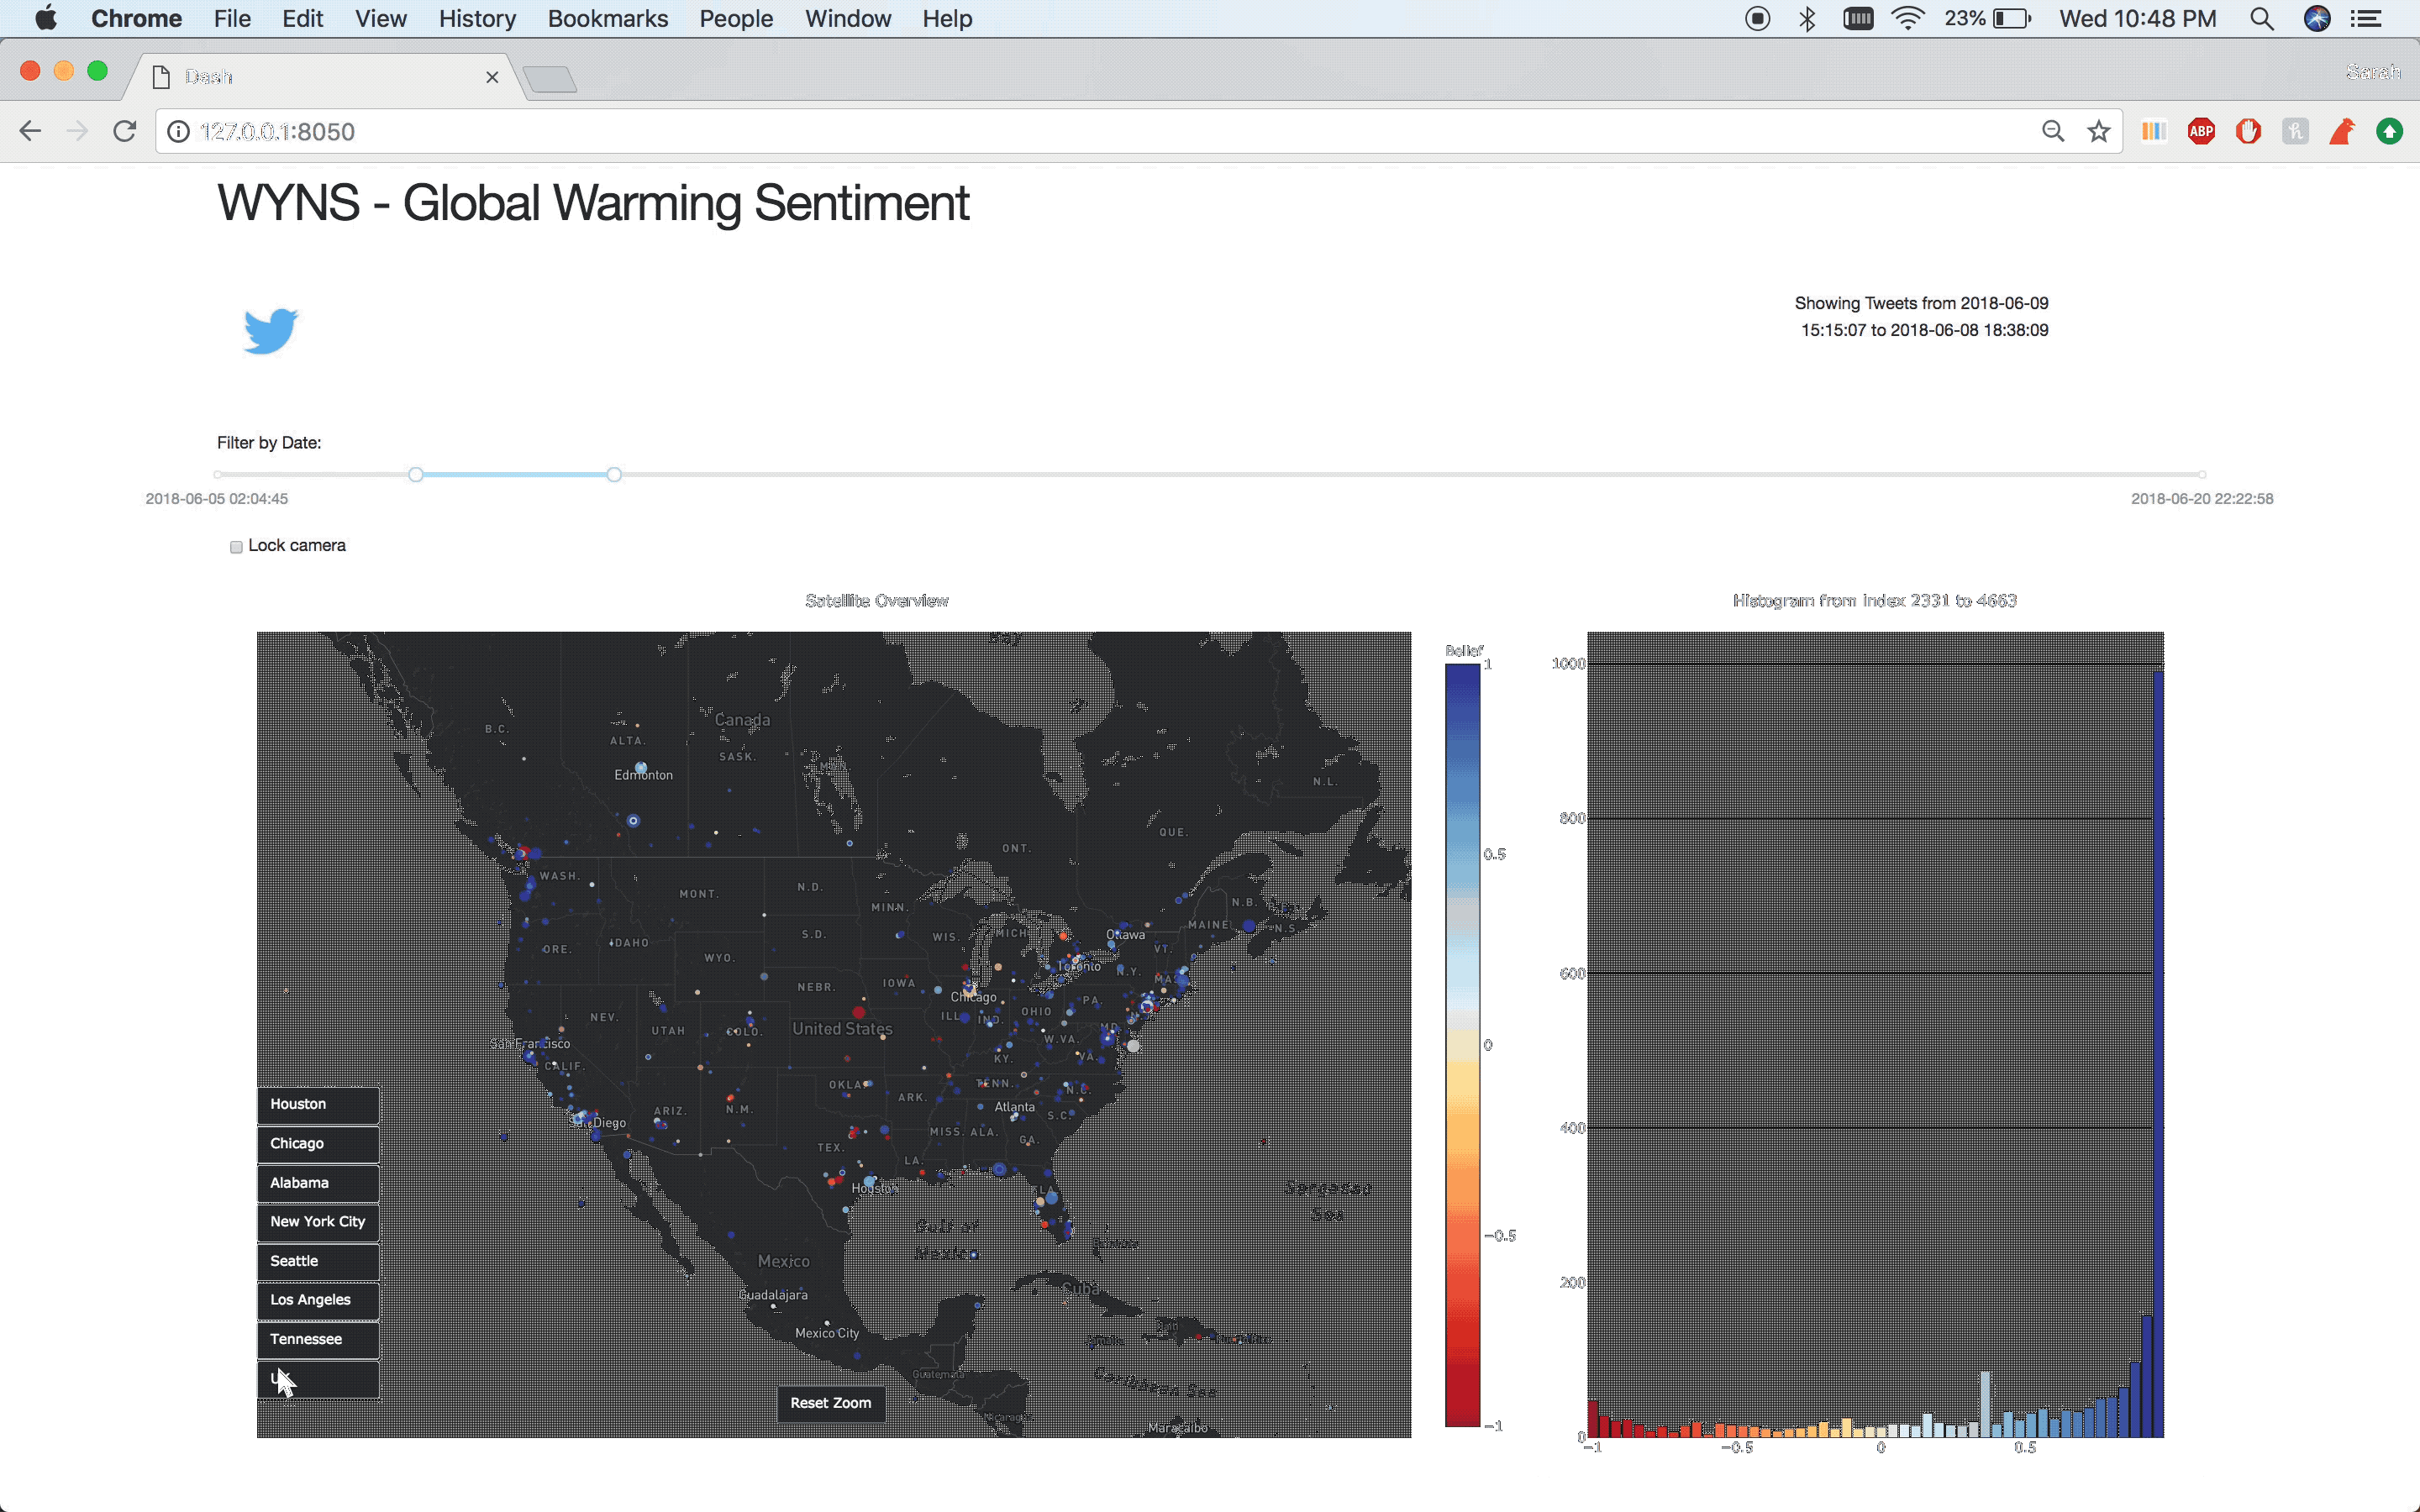 Chrome File Edit View History Bookmarks People Window Help 23% Wed 10:48 PM
Dash Sarah
127.0.0.1:8050
ABP
WYNS - Global Warming Sentiment
Showing Tweets from 2018-06-09
15:15:07 to 2018-06-08 18:38:09
Filter by Date:
2018-06-05 02:04:45 2018-06-20 22:22:58
Lock camera
Satellite Overview
Histogram from index 2331 to 4663
Bay
Canada
B.C.
ALTA.
SASK.
Edmonton
N.L.
QUE.
ONT.
WASH.
MONT.
N.D.
MINN.
N.B.
MAINE
N.S.
ORE.
IDAHO
S.D.
WIS.
MICH
Ottawa
VT.
WYO.
Toronto
N.Y.
NEBR.
IOWA
Chicago
PA.
NEV.
UTAH
COLO.
United States
ILL
IND.
OHIO
MD.
San Francisco
CALIF.
W.VA.
KY.
VA.
OKLA.
TENN.
N.C.
ARIZ.
N.M.
ARK.
Atlanta
S.C.
San Diego
MISS.
ALA.
GA.
TEX.
LA.
Houston
Sargasso
Sea
Gulf of
Mexico
Mexico
Cuba
Guadalajara
Mexico City
Guatemala
Caribbean Sea
Maracaibo
Houston
Chicago
Alabama
New York City
Seattle
Los Angeles
Tennessee
Reset Zoom
Belief
1
0.5
0
−0.5
−1
1000
800
600
400
200
0
−1 −0.5 0 0.5